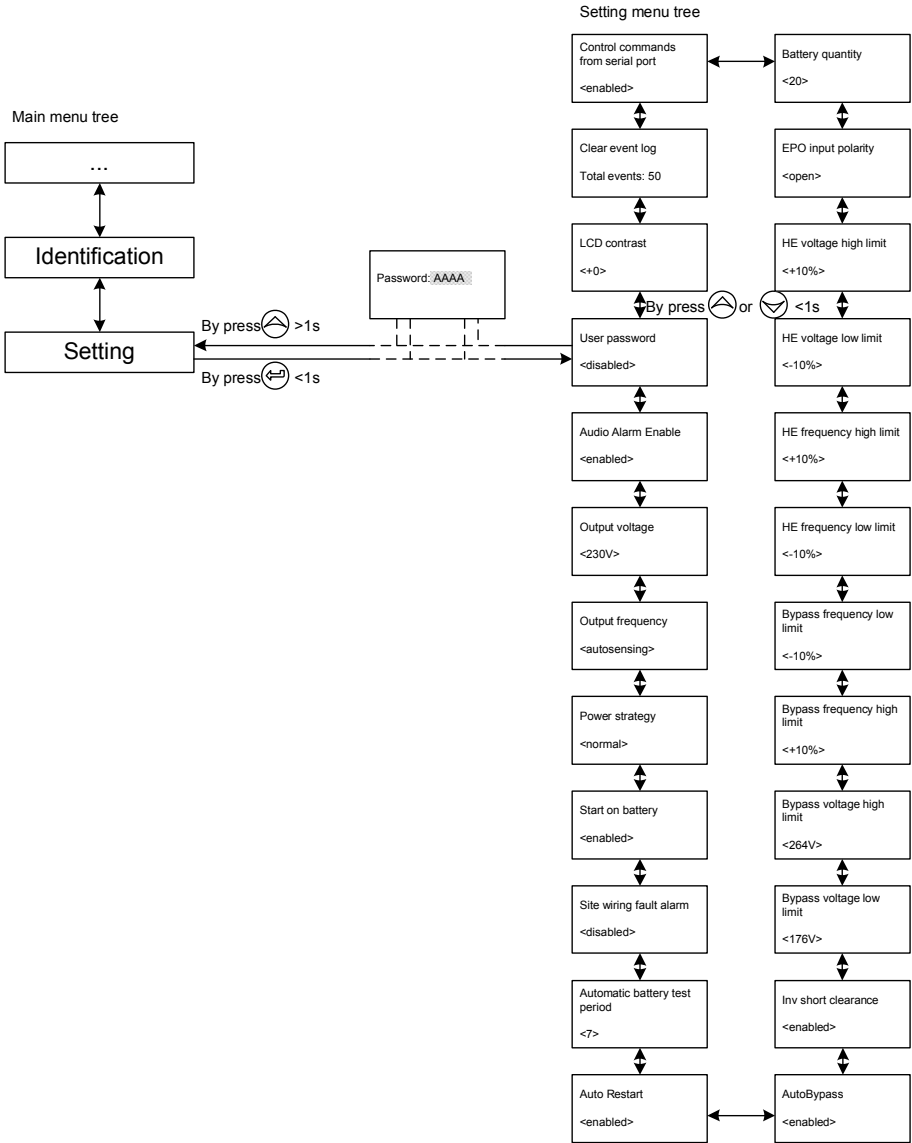 Setting menu tree
Control commands
from serial port
<enabled>
Clear event log
Total events: 50
LCD contrast
<+0>
User password
<disabled>
Audio Alarm Enable
<enabled>
Output voltage
<230V>
Output frequency
<autosensing>
Power strategy
<normal>
Start on battery
<enabled>
Site wiring fault alarm
<disabled>
Automatic battery test
period
<7>
Auto Restart
<enabled>
Battery quantity
<20>
EPO input polarity
<open>
HE voltage high limit
<+10%>
By press or <1s
HE voltage low limit
<-10%>
HE frequency high limit
<+10%>
HE frequency low limit
<-10%>
Bypass frequency low
limit
<-10%>
Bypass frequency high
limit
<+10%>
Bypass voltage high
limit
<264V>
Bypass voltage low
limit
<176V>
Inv short clearance
<enabled>
AutoBypass
<enabled>
Main menu tree
...
Identification
Setting
Password: AAAA
By press >1s
By press <1s